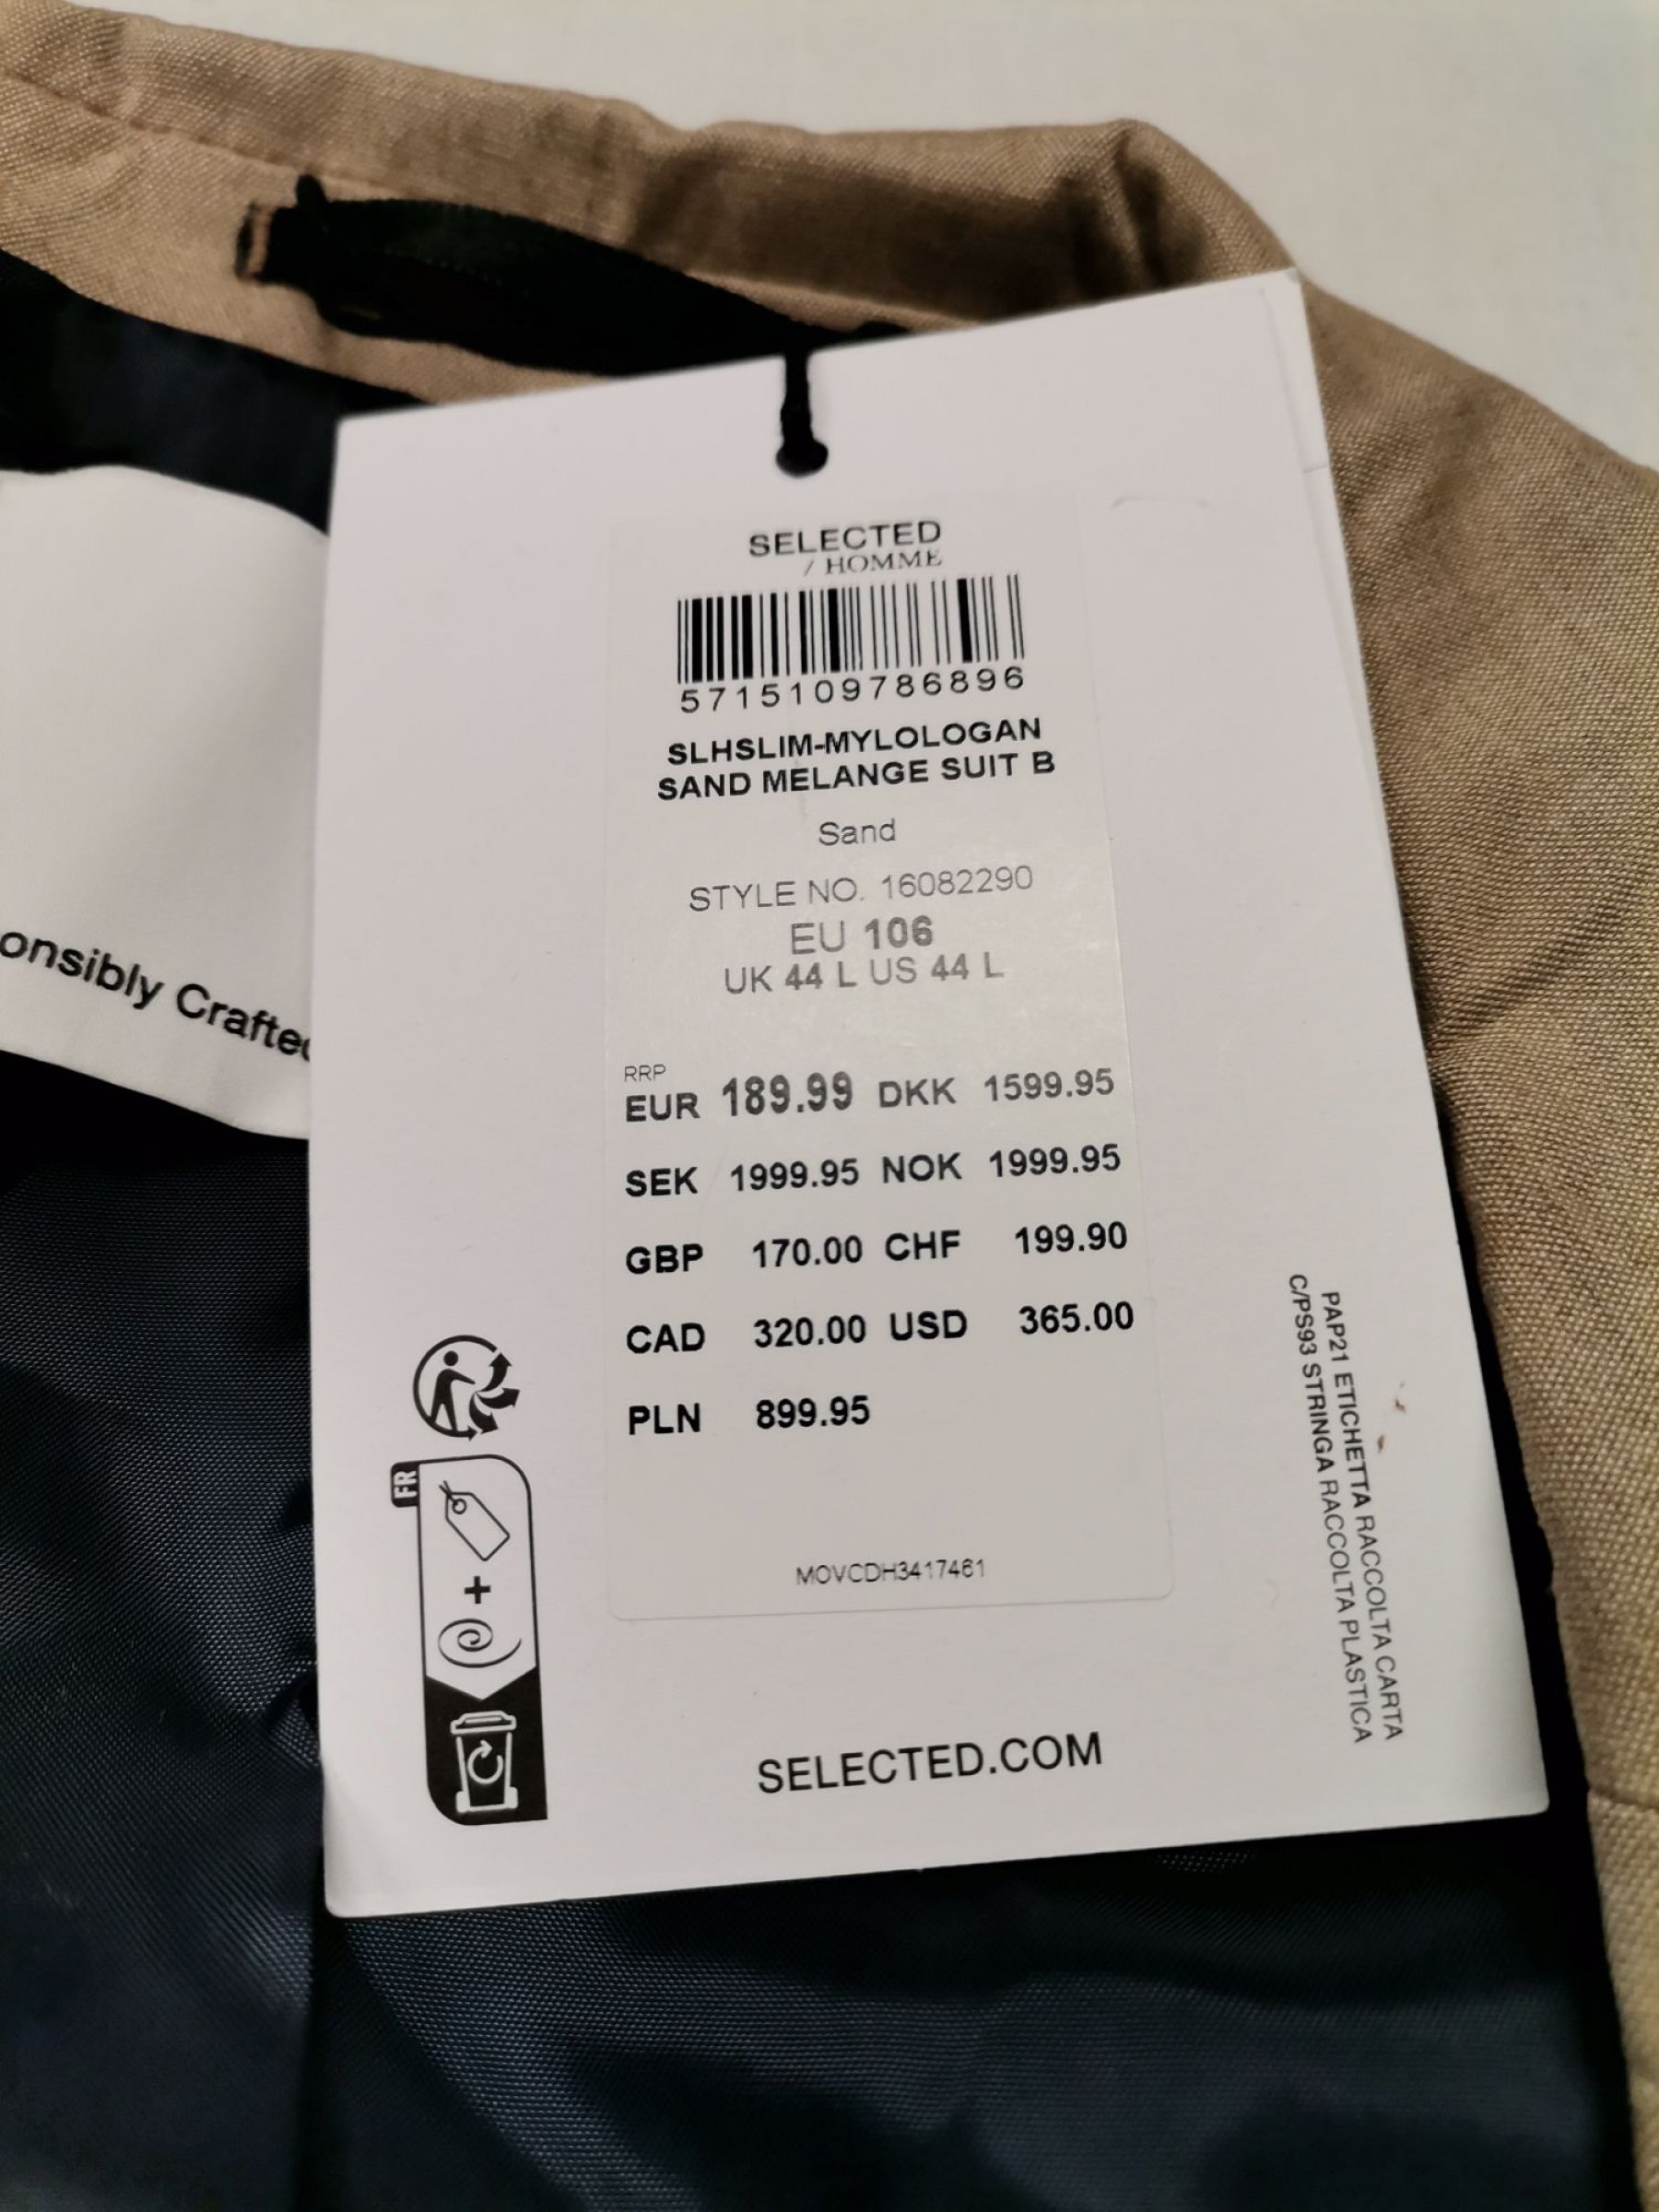 SELECTED
/ HOMME
5715109786896
SLHSLIM-MYLOLOGAN
SAND MELANGE SUIT B
Sand
STYLE NO. 16082290
EU 106
UK 44 L US 44 L
RRP
EUR 189.99 DKK 1599.95
SEK 1999.95 NOK 1999.95
GBP 170.00 CHF 199.90
CAD 320.00 USD 365.00
PLN 899.95
MOVCDH3417461
SELECTED.COM
FR
PAP21 ETICHETTA RACCOLTA CARTA
C/PS93 STRINGA RACCOLTA PLASTICA
onsibly Crafte